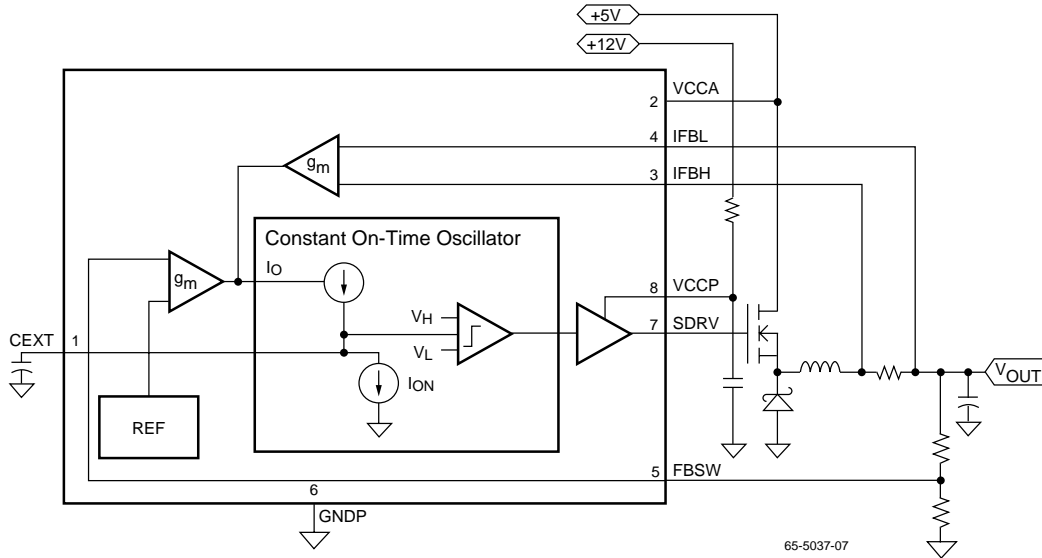 +5V
+12V
2 VCCA
4 IFBL
gm
3 IFBH
Constant On-Time Oscillator
gm
IO
8 VCCP
VH
7 SDRV
CEXT 1
VL
ION
VOUT
REF
5 FBSW
6
GNDP
65-5037-07